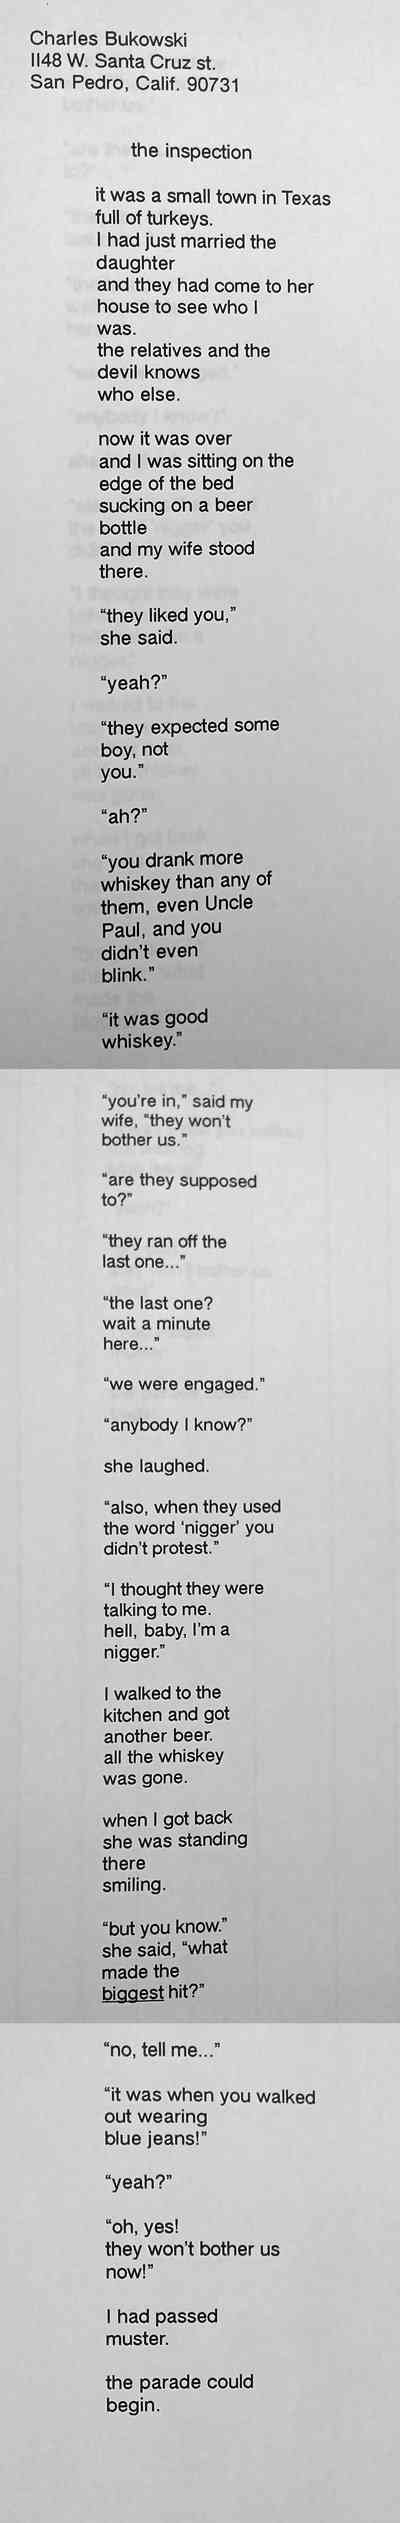 Charles Bukowski
1148 W. Santa Cruz st.
San Pedro, Calif. 90731
the inspection
it was a small town in Texas
full of turkeys.
I had just married the
daughter
and they had come to her
house to see who I
was.
the relatives and the
devil knows
who else.
now it was over
and I was sitting on the
edge of the bed
sucking on a beer
bottle
and my wife stood
there.
“they liked you,”
she said.
“yeah?”
“they expected some
boy, not
you.”
“ah?”
“you drank more
whiskey than any of
them, even Uncle
Paul, and you
didn’t even
blink.”
“it was good
whiskey.”
“you’re in,” said my
wife, “they won’t
bother us.”
“are they supposed
to?”
“they ran off the
last one...”
“the last one?
wait a minute
here...”
“we were engaged.”
“anybody I know?”
she laughed.
“also, when they used
the word ‘nigger’ you
didn’t protest.”
“I thought they were
talking to me.
hell, baby, I’m a
nigger.”
I walked to the
kitchen and got
another beer.
all the whiskey
was gone.
when I got back
she was standing
there
smiling.
“but you know.”
she said, “what
made the
biggest hit?”
“no, tell me...”
“it was when you walked
out wearing
blue jeans!”
“yeah?”
“oh, yes!
they won’t bother us
now!”
I had passed
muster.
the parade could
begin.